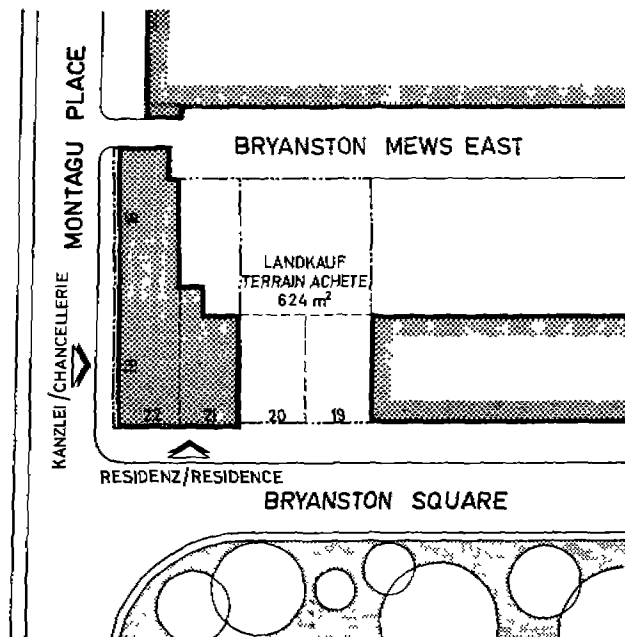 MONTAGU PLACE
BRYANSTON MEWS EAST
LANDKAUF
TERRAIN ACHETE
624 m²
KANZLEI/CHANCELLERIE
22
21
20
19
RESIDENZ/RESIDENCE
BRYANSTON SQUARE